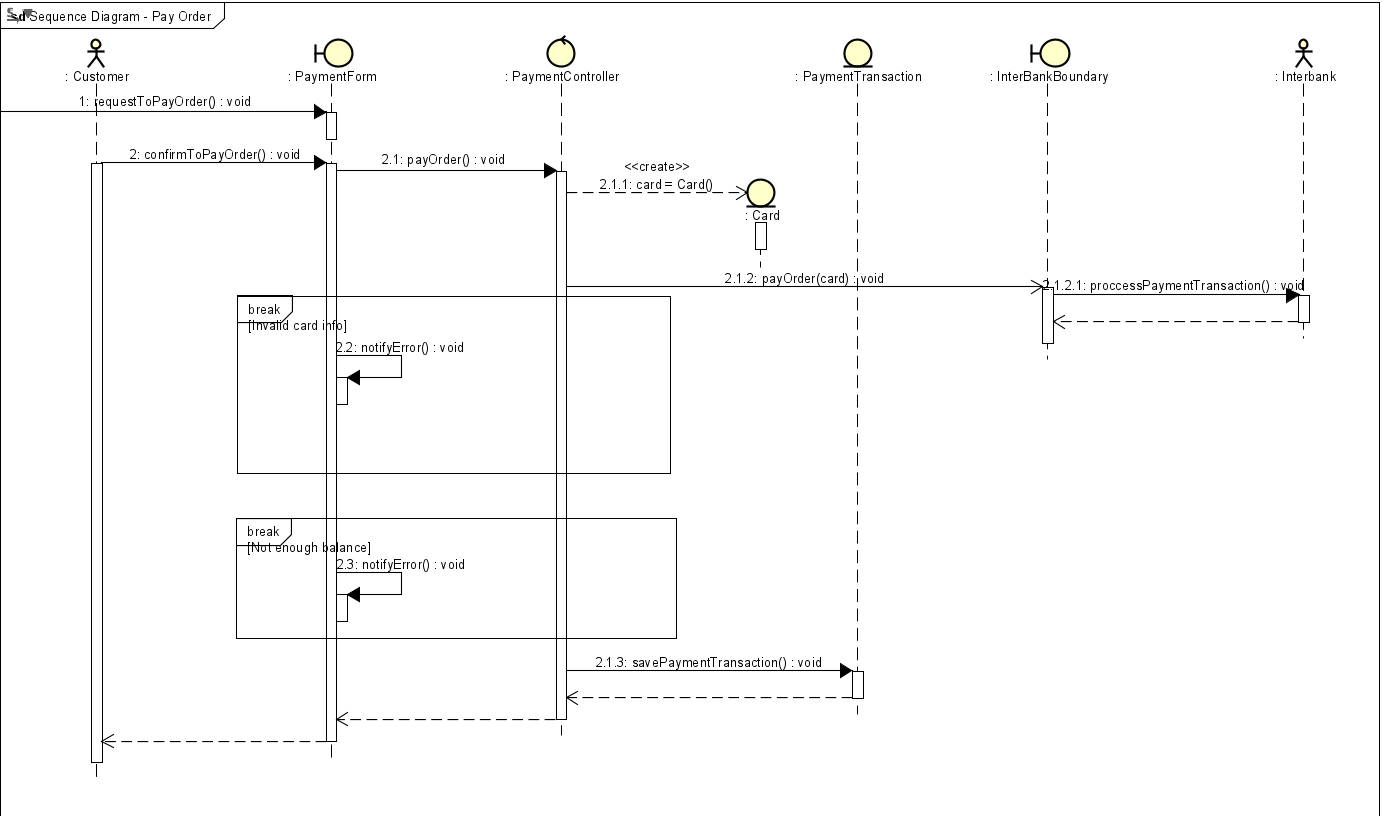 sd Sequence Diagram - Pay Order
: Customer
: PaymentForm
: PaymentController
: PaymentTransaction
: InterBankBoundary
: Interbank
1: requestToPayOrder() : void
2: confirmToPayOrder() : void
2.1: payOrder() : void
<<create>>
2.1.1: card = Card()
: Card
2.1.2: payOrder(card) : void
2.1.2.1: proccessPaymentTransaction() : void
break
[Invalid card info]
2.2: notifyError() : void
break
[Not enough balance]
2.3: notifyError() : void
2.1.3: savePaymentTransaction() : void